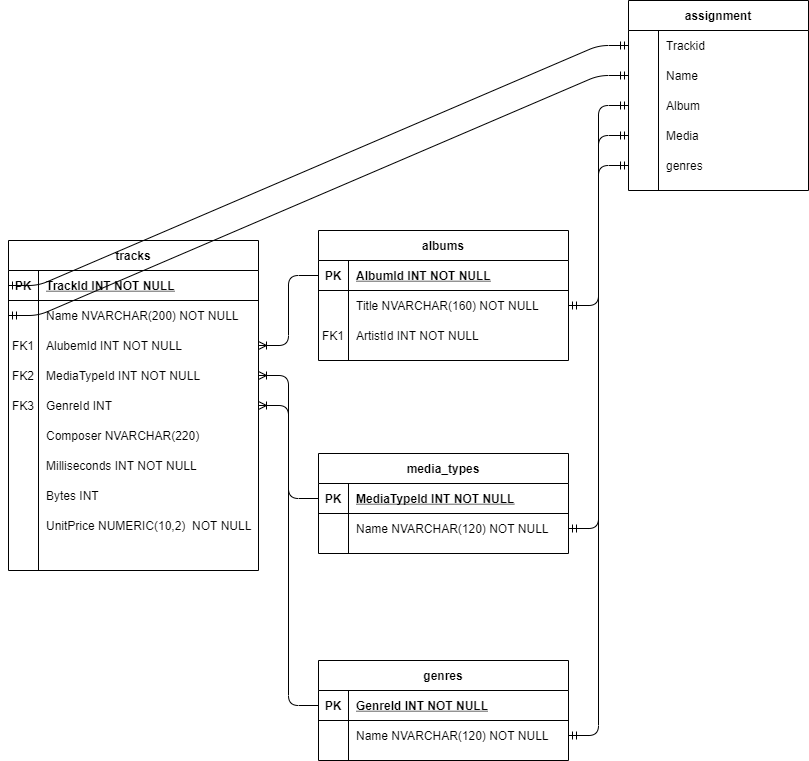 assignment
Trackid
Name
Album
Media
genres
tracks
PK TrackId INT NOT NULL
Name NVARCHAR(200) NOT NULL
FK1 AlubemId INT NOT NULL
FK2 MediaTypeId INT NOT NULL
FK3 GenreId INT
Composer NVARCHAR(220)
Milliseconds INT NOT NULL
Bytes INT
UnitPrice NUMERIC(10,2) NOT NULL
albums
PK AlbumId INT NOT NULL
Title NVARCHAR(160) NOT NULL
FK1 ArtistId INT NOT NULL
media_types
PK MediaTypeId INT NOT NULL
Name NVARCHAR(120) NOT NULL
genres
PK GenreId INT NOT NULL
Name NVARCHAR(120) NOT NULL